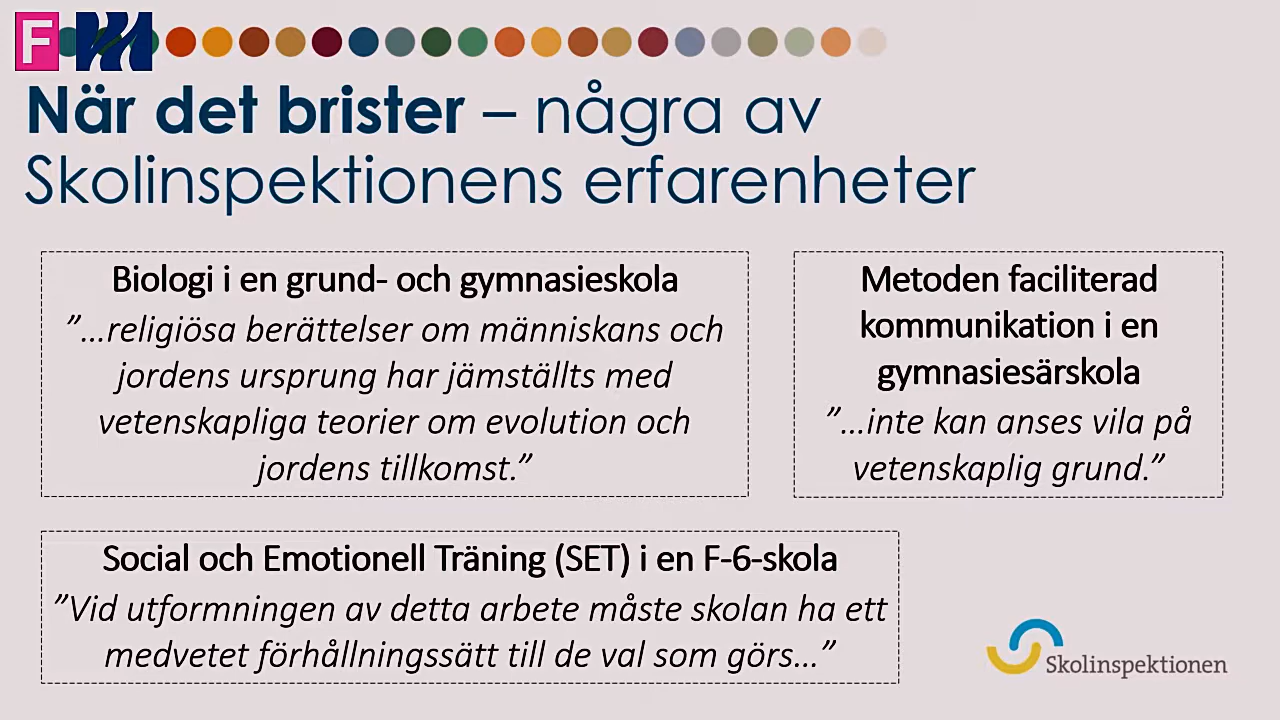 F
När det brister – några av
Skolinspektionens erfarenheter
Biologi i en grund- och gymnasieskola
”…religiösa berättelser om människans och
jordens ursprung har jämställts med
vetenskapliga teorier om evolution och
jordens tillkomst.”
Metoden faciliterad
kommunikation i en
gymnasiesärskola
”…inte kan anses vila på
vetenskaplig grund.”
Social och Emotionell Träning (SET) i en F-6-skola
”Vid utformningen av detta arbete måste skolan ha ett
medvetet förhållningssätt till de val som görs…”
Skolinspektionen